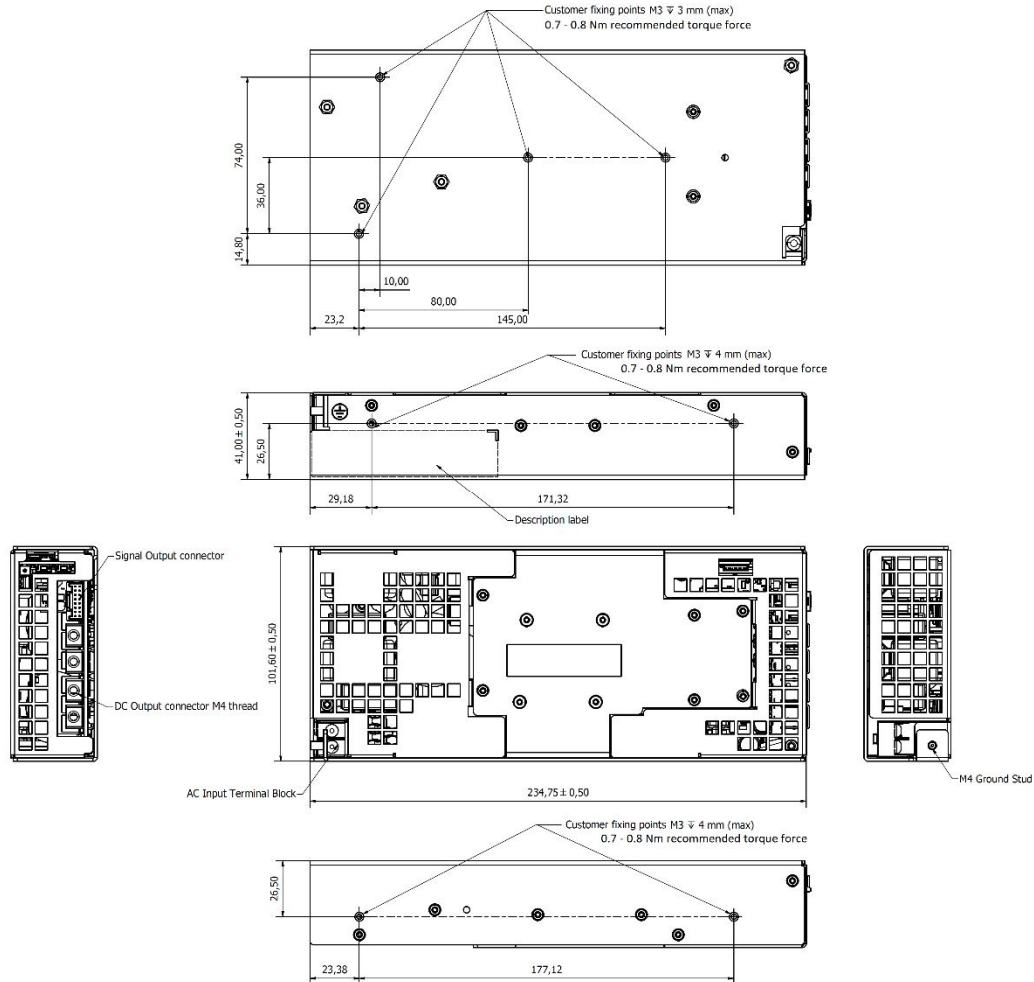 Customer fixing points M3 ↧ 3 mm (max)
0.7 - 0.8 Nm recommended torque force
74,00
36,00
14,80
10,00
80,00
23,2
145,00
Customer fixing points M3 ↧ 4 mm (max)
0.7 - 0.8 Nm recommended torque force
41,00 ± 0,50
26,50
29,18
171,32
Description label
Signal Output connector
DC Output connector M4 thread
101,60 ± 0,50
AC Input Terminal Block
234,75 ± 0,50
M4 Ground Stud
Customer fixing points M3 ↧ 4 mm (max)
0.7 - 0.8 Nm recommended torque force
26,50
23,38
177,12